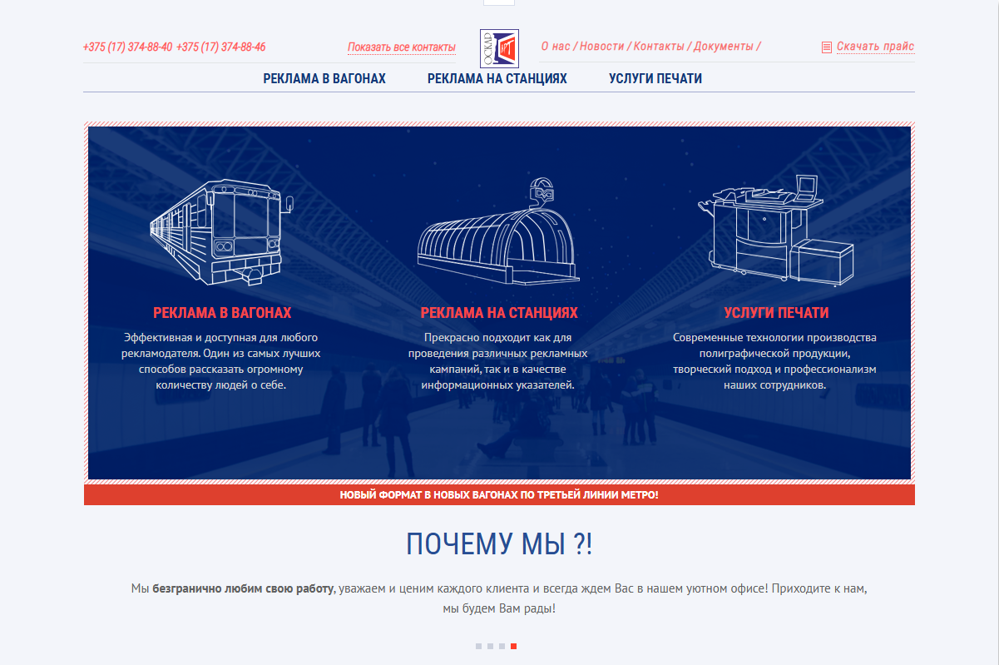 +375 (17) 374-88-40 +375 (17) 374-88-46
Показать все контакты
ОСКАР
АРТ
О нас / Новости / Контакты / Документы /
Скачать прайс
РЕКЛАМА В ВАГОНАХ
РЕКЛАМА НА СТАНЦИЯХ
УСЛУГИ ПЕЧАТИ
РЕКЛАМА В ВАГОНАХ
Эффективная и доступная для любого
рекламодателя. Один из самых лучших
способов рассказать огромному
количеству людей о себе.
РЕКЛАМА НА СТАНЦИЯХ
Прекрасно подходит как для
проведения различных рекламных
кампаний, так и в качестве
информационных указателей.
УСЛУГИ ПЕЧАТИ
Современные технологии производства
полиграфической продукции,
творческий подход и профессионализм
наших сотрудников.
НОВЫЙ ФОРМАТ В НОВЫХ ВАГОНАХ ПО ТРЕТЬЕЙ ЛИНИИ МЕТРО!
ПОЧЕМУ МЫ ?!
Мы безгранично любим свою работу, уважаем и ценим каждого клиента и всегда ждем Вас в нашем уютном офисе! Приходите к нам,
мы будем Вам рады!